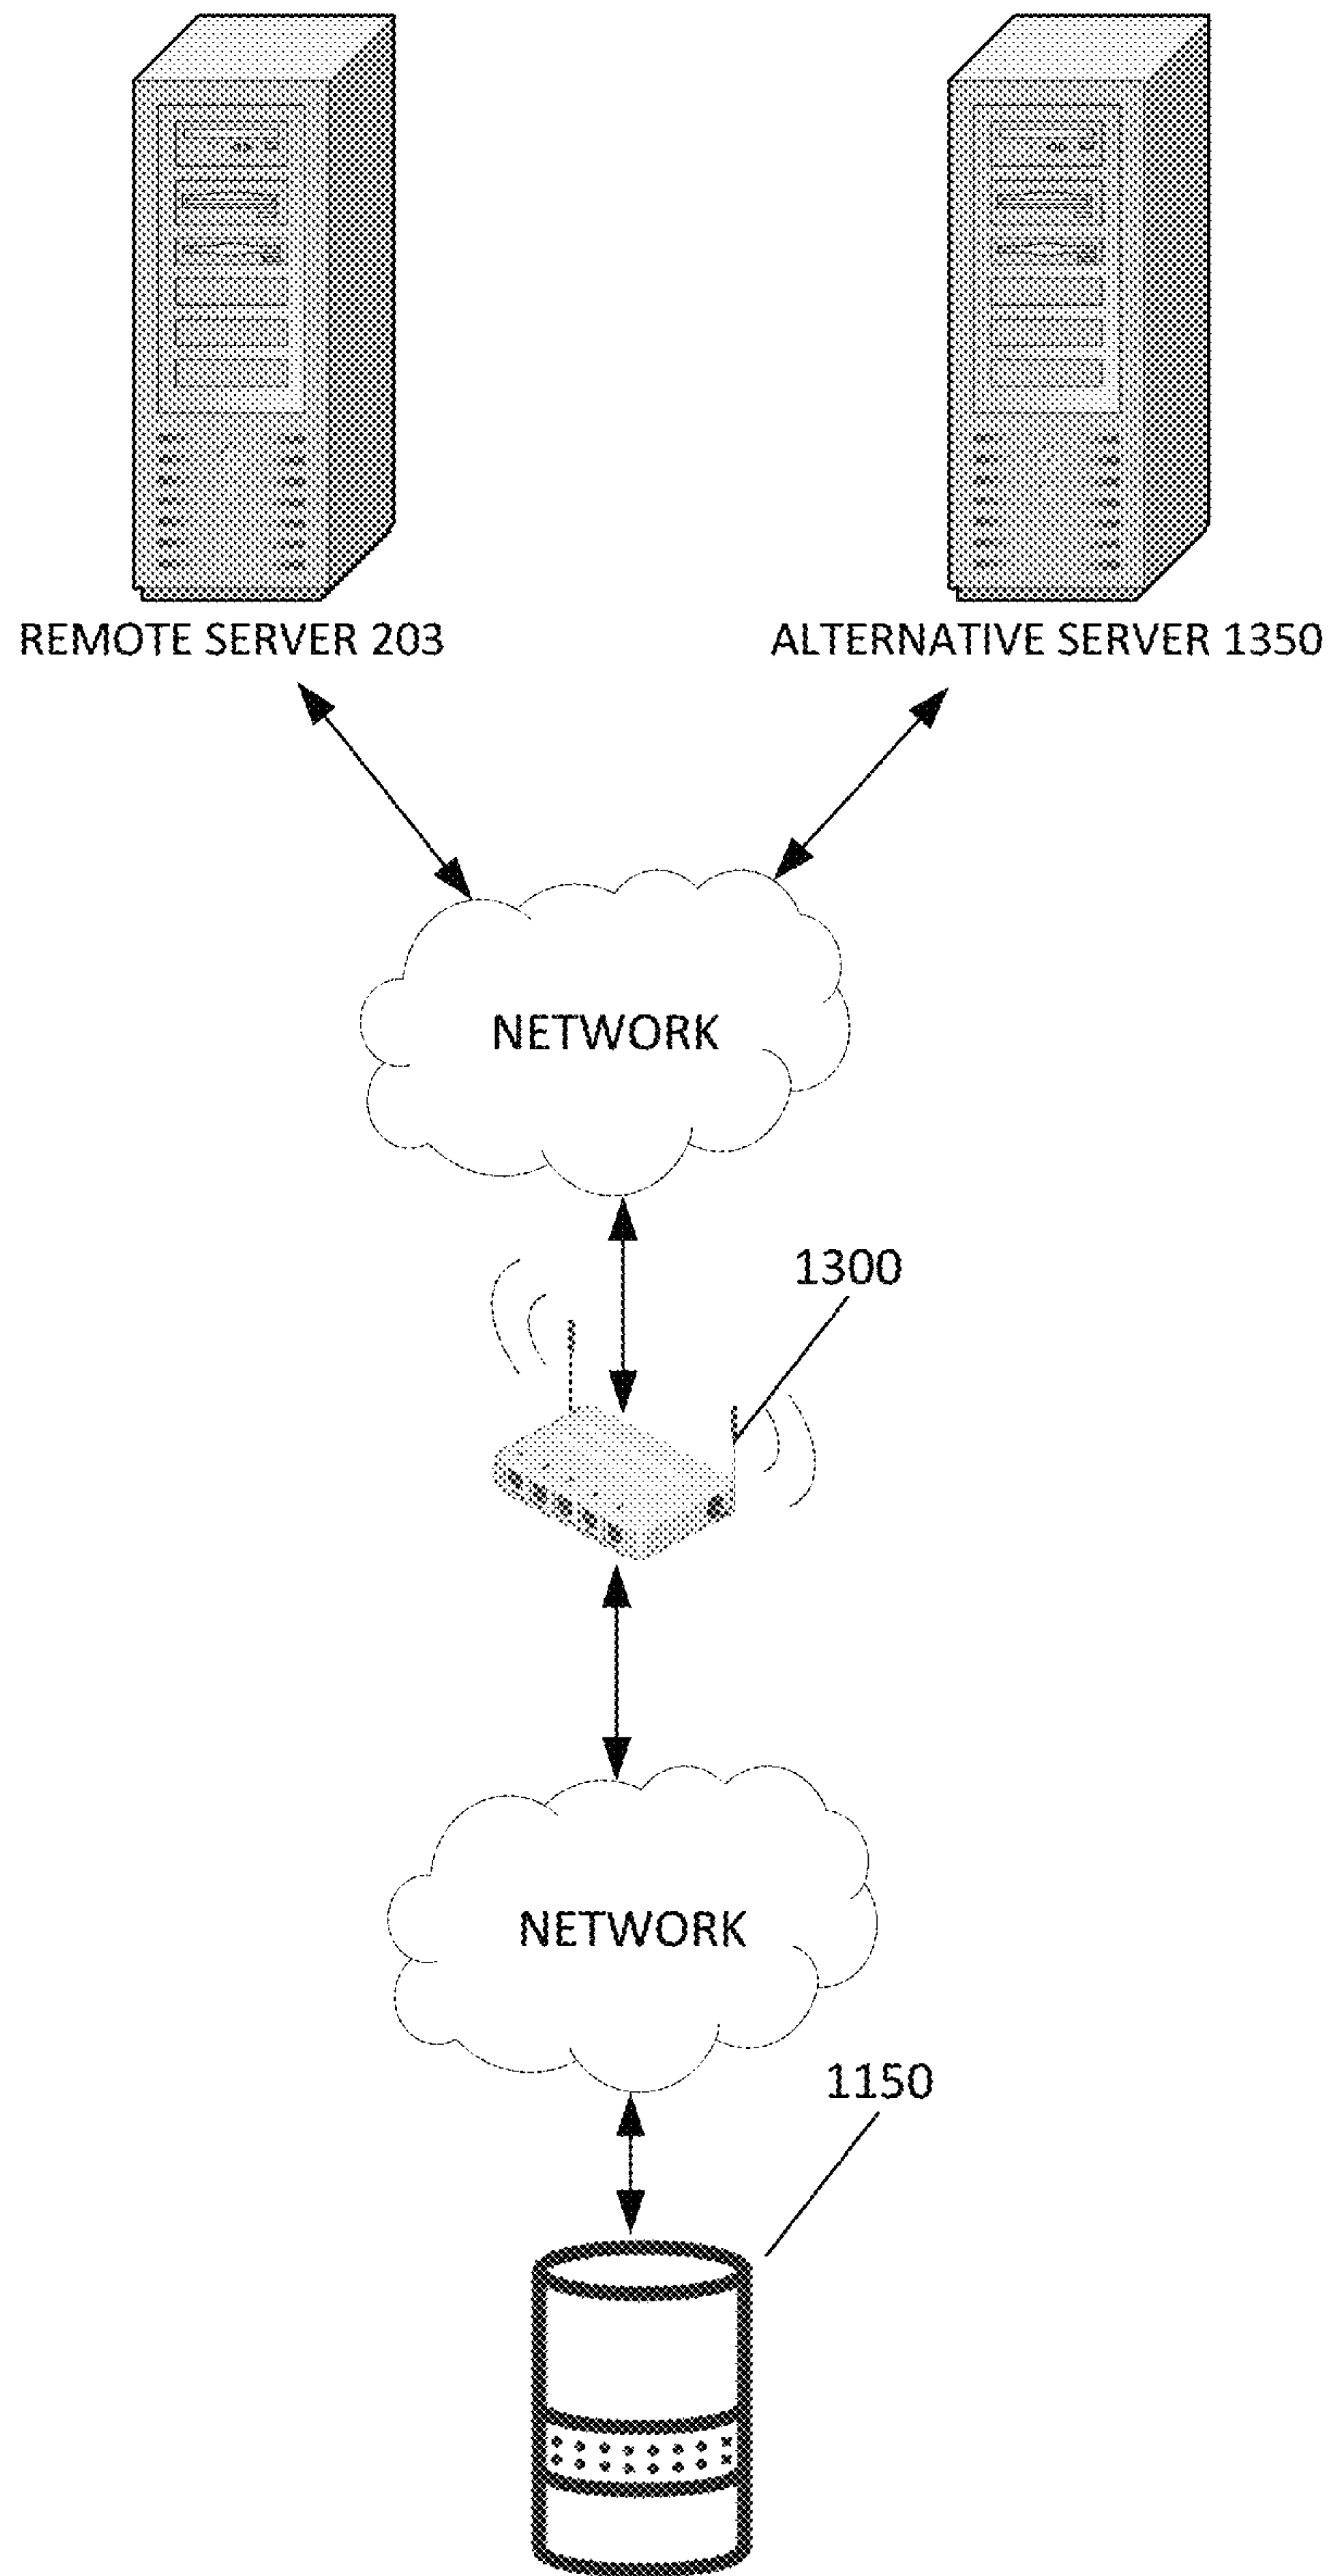 REMOTE SERVER 203
ALTERNATIVE SERVER 1350
NETWORK
1300
NETWORK
1150